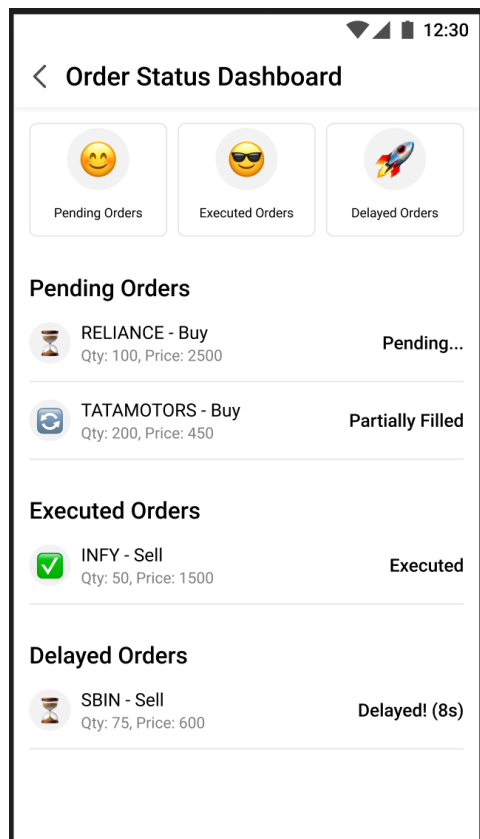 12:30
Order Status Dashboard
Pending Orders
Executed Orders
Delayed Orders
Pending Orders
RELIANCE - Buy
Qty: 100, Price: 2500
Pending...
TATAMOTORS - Buy
Qty: 200, Price: 450
Partially Filled
Executed Orders
INFY - Sell
Qty: 50, Price: 1500
Executed
Delayed Orders
SBIN - Sell
Qty: 75, Price: 600
Delayed! (8s)